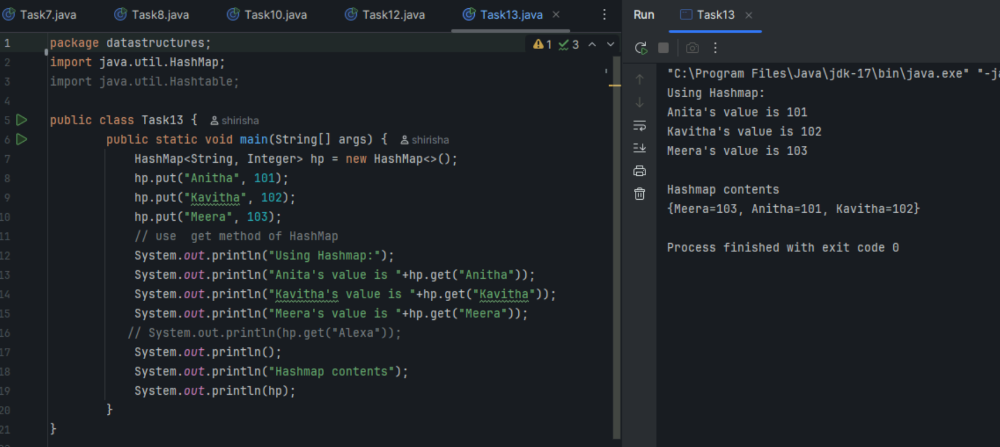 Task7.java Task8.java Task10.java Task12.java Task13.java
1 package datastructures; 1 3
2 import java.util.HashMap;
3 import java.util.Hashtable;
4
5 public class Task13 { shirisha
6 public static void main(String[] args) { shirisha
7 HashMap<String, Integer> hp = new HashMap<>();
8 hp.put("Anitha", 101);
9 hp.put("Kavitha", 102);
10 hp.put("Meera", 103);
11 // use  get method of HashMap
12 System.out.println("Using Hashmap:");
13 System.out.println("Anita's value is "+hp.get("Anitha"));
14 System.out.println("Kavitha's value is "+hp.get("Kavitha"));
15 System.out.println("Meera's value is "+hp.get("Meera"));
16 // System.out.println(hp.get("Alexa"));
17 System.out.println();
18 System.out.println("Hashmap contents");
19 System.out.println(hp);
20 }
21 }
Run Task13
"C:\Program Files\Java\jdk-17\bin\java.exe" "-ja
Using Hashmap:
Anita's value is 101
Kavitha's value is 102
Meera's value is 103
Hashmap contents
{Meera=103, Anitha=101, Kavitha=102}
Process finished with exit code 0